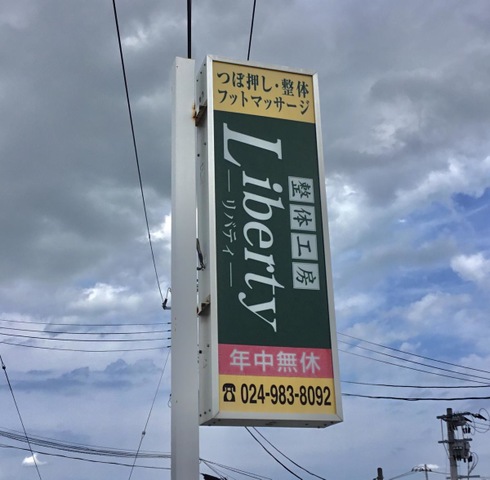 つぼ押し・整体
フットマッサージ
整体工房
Liberty
—リバティ—
年中無休
☎024-983-8092